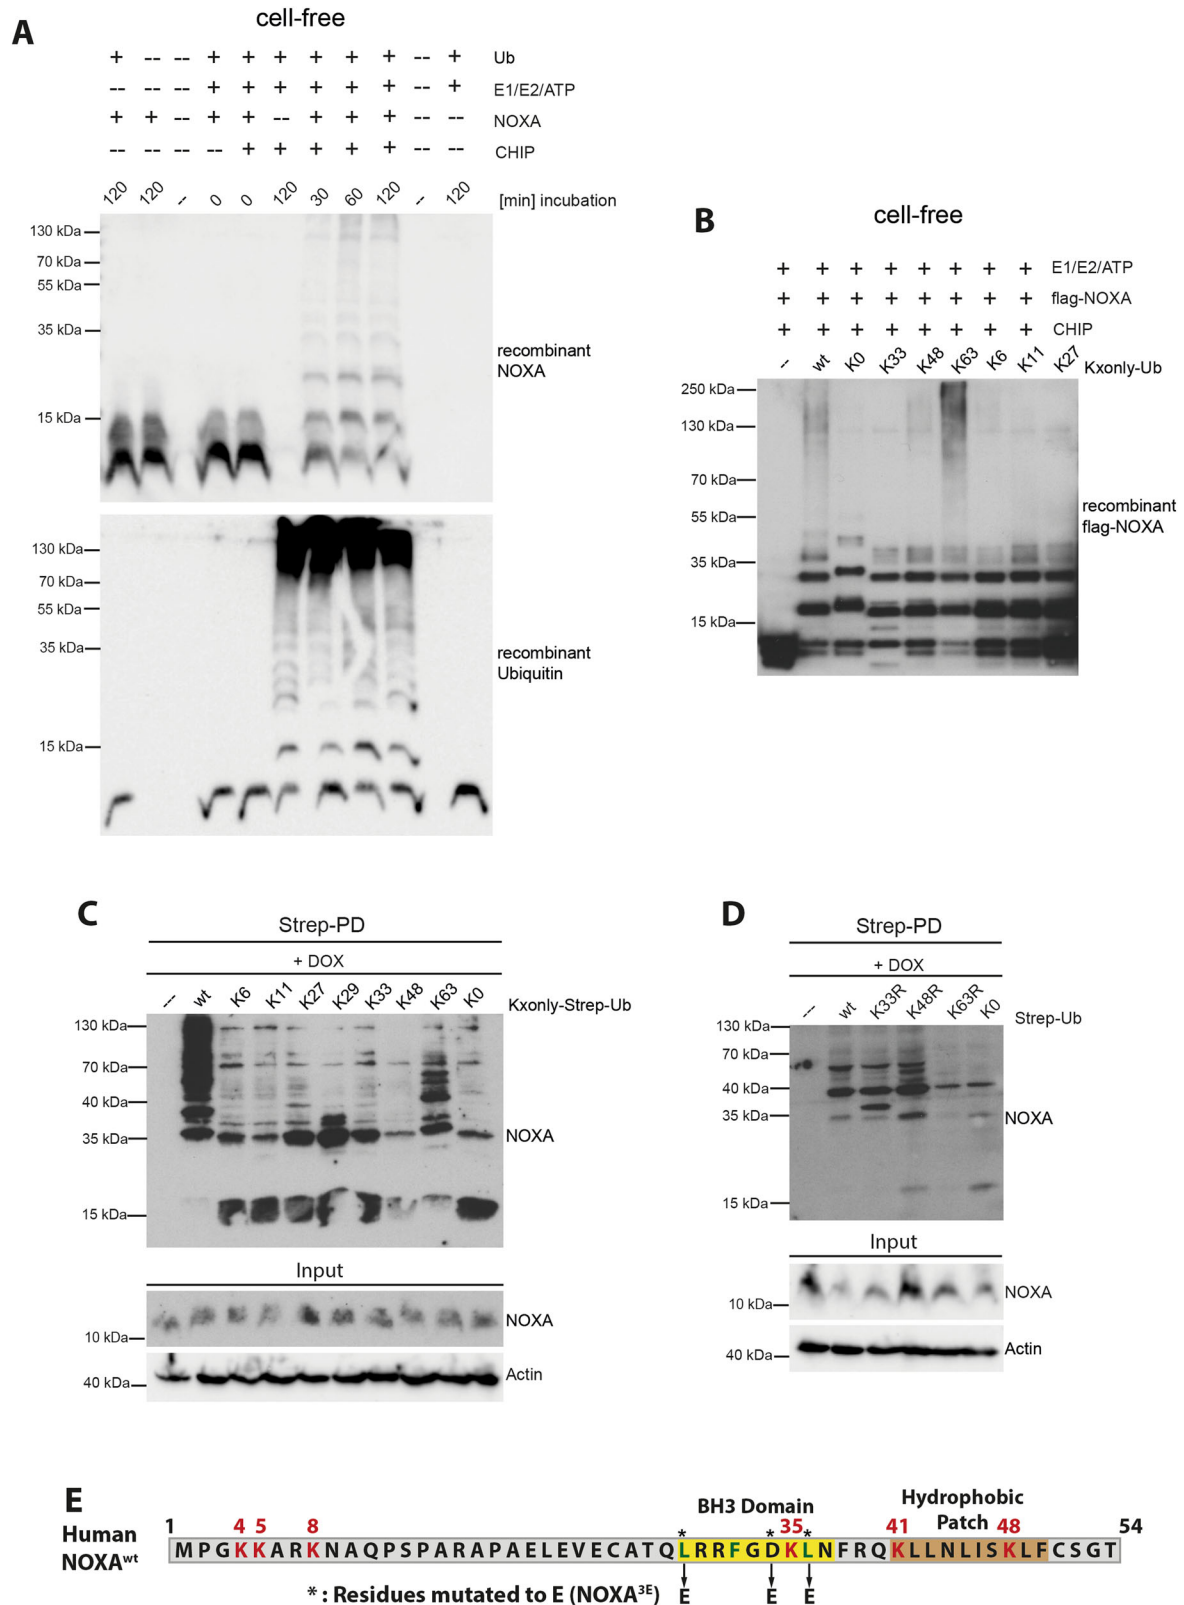 A
cell-free
+ -- -- + + + + + + -- + Ub
-- -- -- + + + + + + -- + E1/E2/ATP
+ + -- + + -- + + + -- -- NOXA
-- -- -- -- + + + + + -- -- CHIP
120 120 -- 0 0 120 30 60 120 -- 120 [min] incubation
130 kDa
70 kDa
55 kDa
35 kDa
15 kDa
recombinant
NOXA
130 kDa
70 kDa
55 kDa
35 kDa
15 kDa
recombinant
Ubiquitin
B
cell-free
+ + + + + + + + E1/E2/ATP
+ + + + + + + + flag-NOXA
+ + + + + + + + CHIP
-- wt K0 K33 K48 K63 K6 K11 K27 Kxonly-Ub
250 kDa
130 kDa
70 kDa
55 kDa
35 kDa
15 kDa
recombinant
flag-NOXA
C
Strep-PD
+ DOX
--- wt K6 K11 K27 K29 K33 K48 K63 K0 Kxonly-Strep-Ub
130 kDa
70 kDa
40 kDa
35 kDa
15 kDa
NOXA
Input
10 kDa
NOXA
40 kDa
Actin
D
Strep-PD
+ DOX
--- wt K33R K48R K63R K0 Strep-Ub
130 kDa
70 kDa
40 kDa
35 kDa
15 kDa
NOXA
Input
10 kDa
NOXA
40 kDa
Actin
E
BH3 Domain
Hydrophobic
Patch
Human
NOXAwt
1 4 5 8 * * 35 * 41 48 54
MPGKKARKNAQPSPARAPAELEVECATQLRRFGDKLNFRQKLLNLISKLFCSGT
* : Residues mutated to E (NOXA3E) E E E